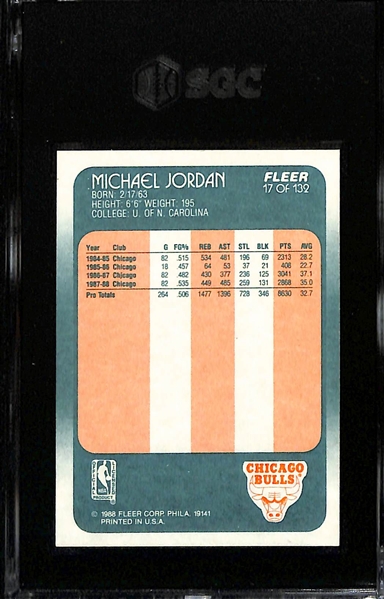 SGC
MICHAEL JORDAN
BORN: 2/17/63
HEIGHT: 6'6" WEIGHT: 195
COLLEGE: U. OF N. CAROLINA
FLEER
17 OF 132
Year Club G FG% REB AST STL BLK PTS AVG
1984-85 Chicago 82 .515 534 481 196 69 2313 28.2
1985-86 Chicago 18 .457 64 53 37 21 408 22.7
1986-87 Chicago 82 .482 430 377 236 125 3041 37.1
1987-88 Chicago 82 .535 449 485 259 131 2868 35.0
Pro Totals 264 .506 1477 1396 728 346 8630 32.7
OFFICIAL LICENSED
NBA
PRODUCT
CHICAGO
BULLS
© 1988 FLEER CORP. PHILA. 19141
PRINTED IN U.S.A.